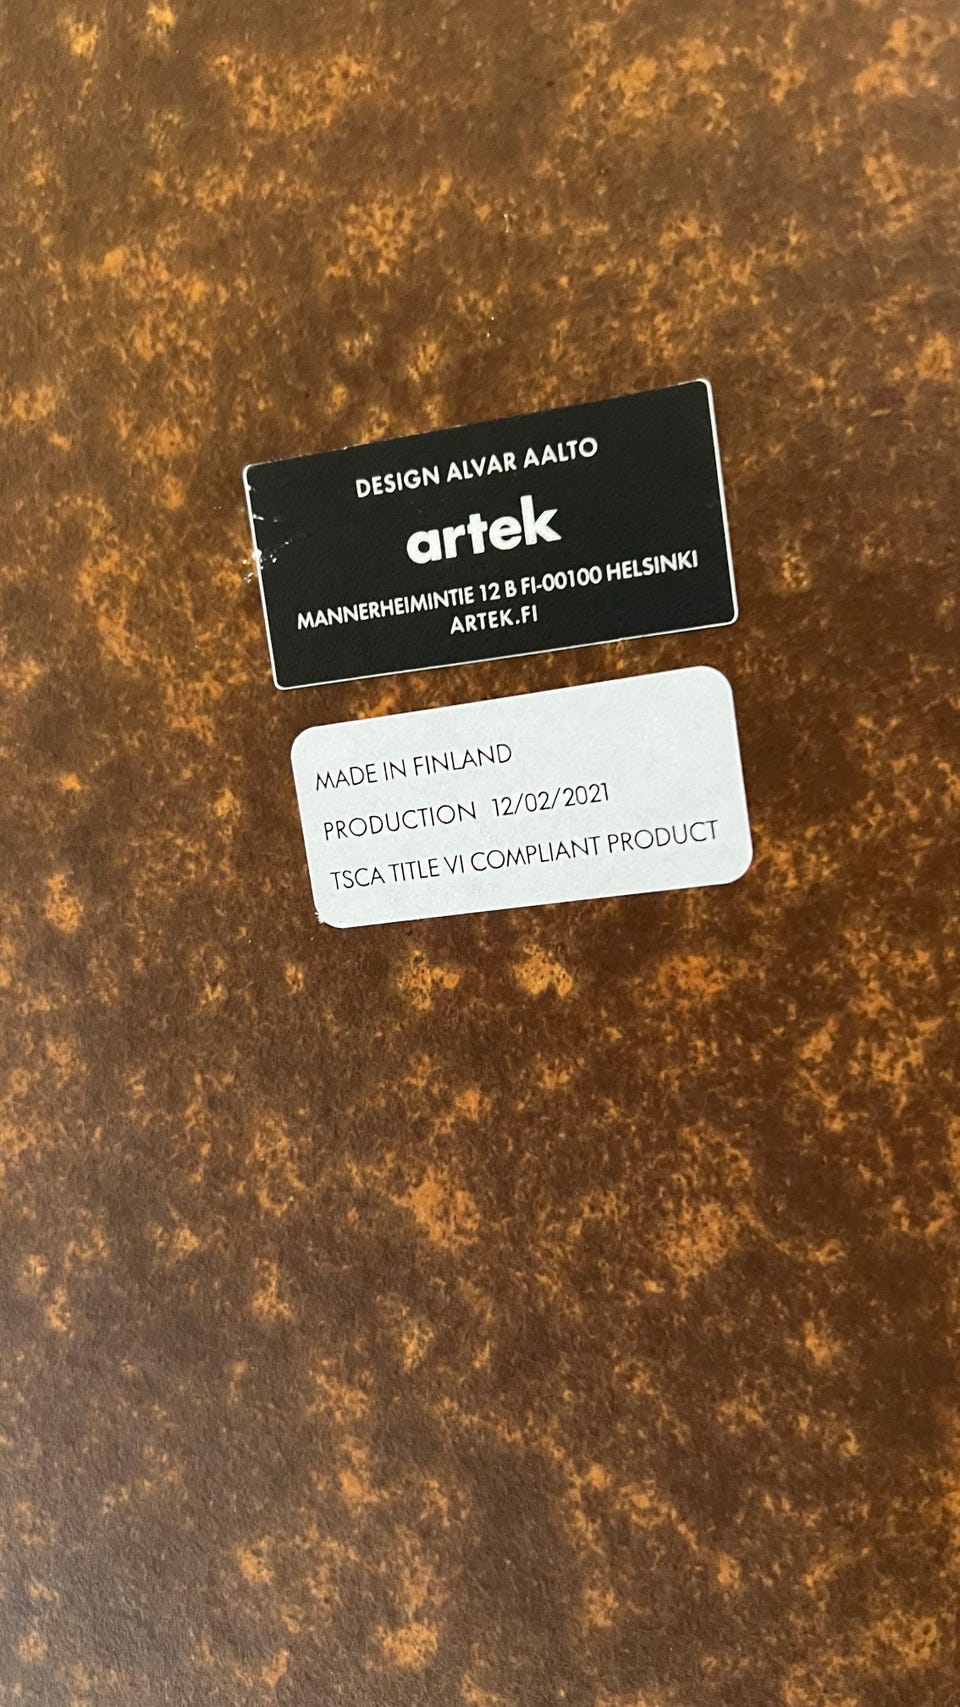 DESIGN ALVAR AALTO
artek
MANNERHEIMINTIE 12 B FI-00100 HELSINKI
ARTEK.FI
MADE IN FINLAND
PRODUCTION 12/02/2021
TSCA TITLE VI COMPLIANT PRODUCT